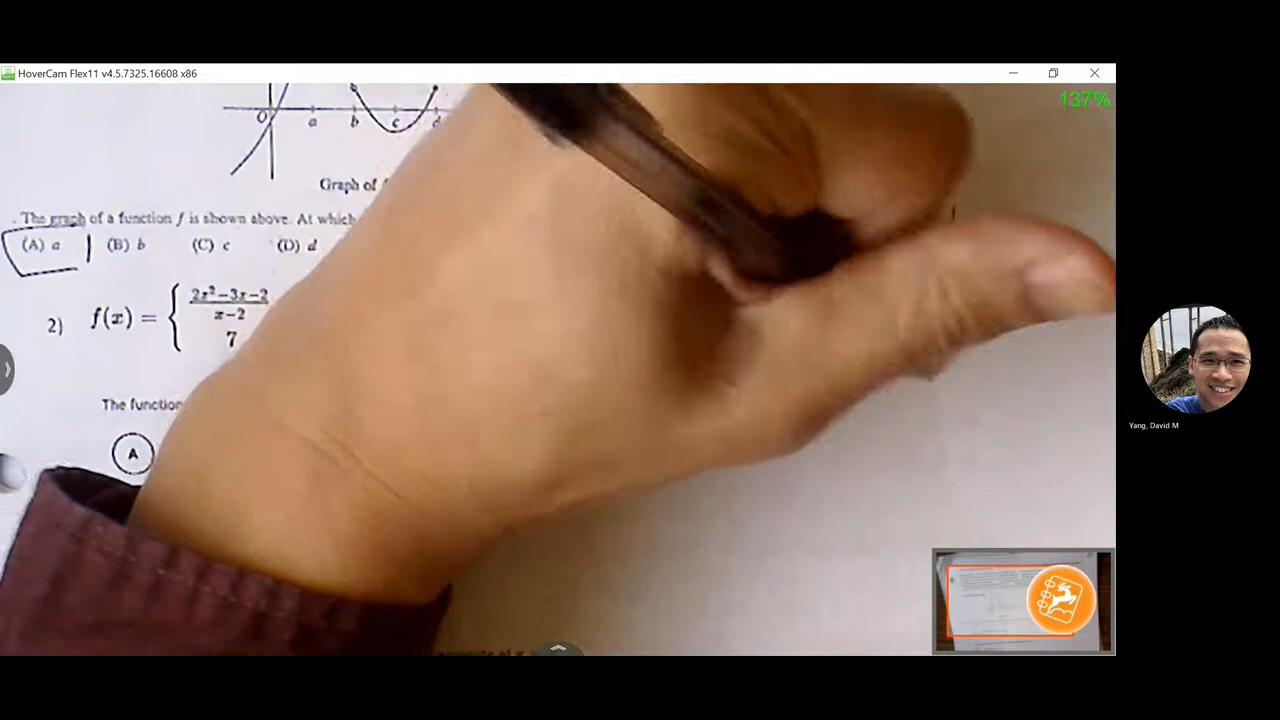 HoverCam Flex11 v4.5.7325.16608 x86
137%
O a b c d
Graph of
. The graph of a function f is shown above. At which
(A) a (B) b (C) c (D) d
2) f(x) = { 2x²-3x-2
x-2
7
The function
A
Yang, David M